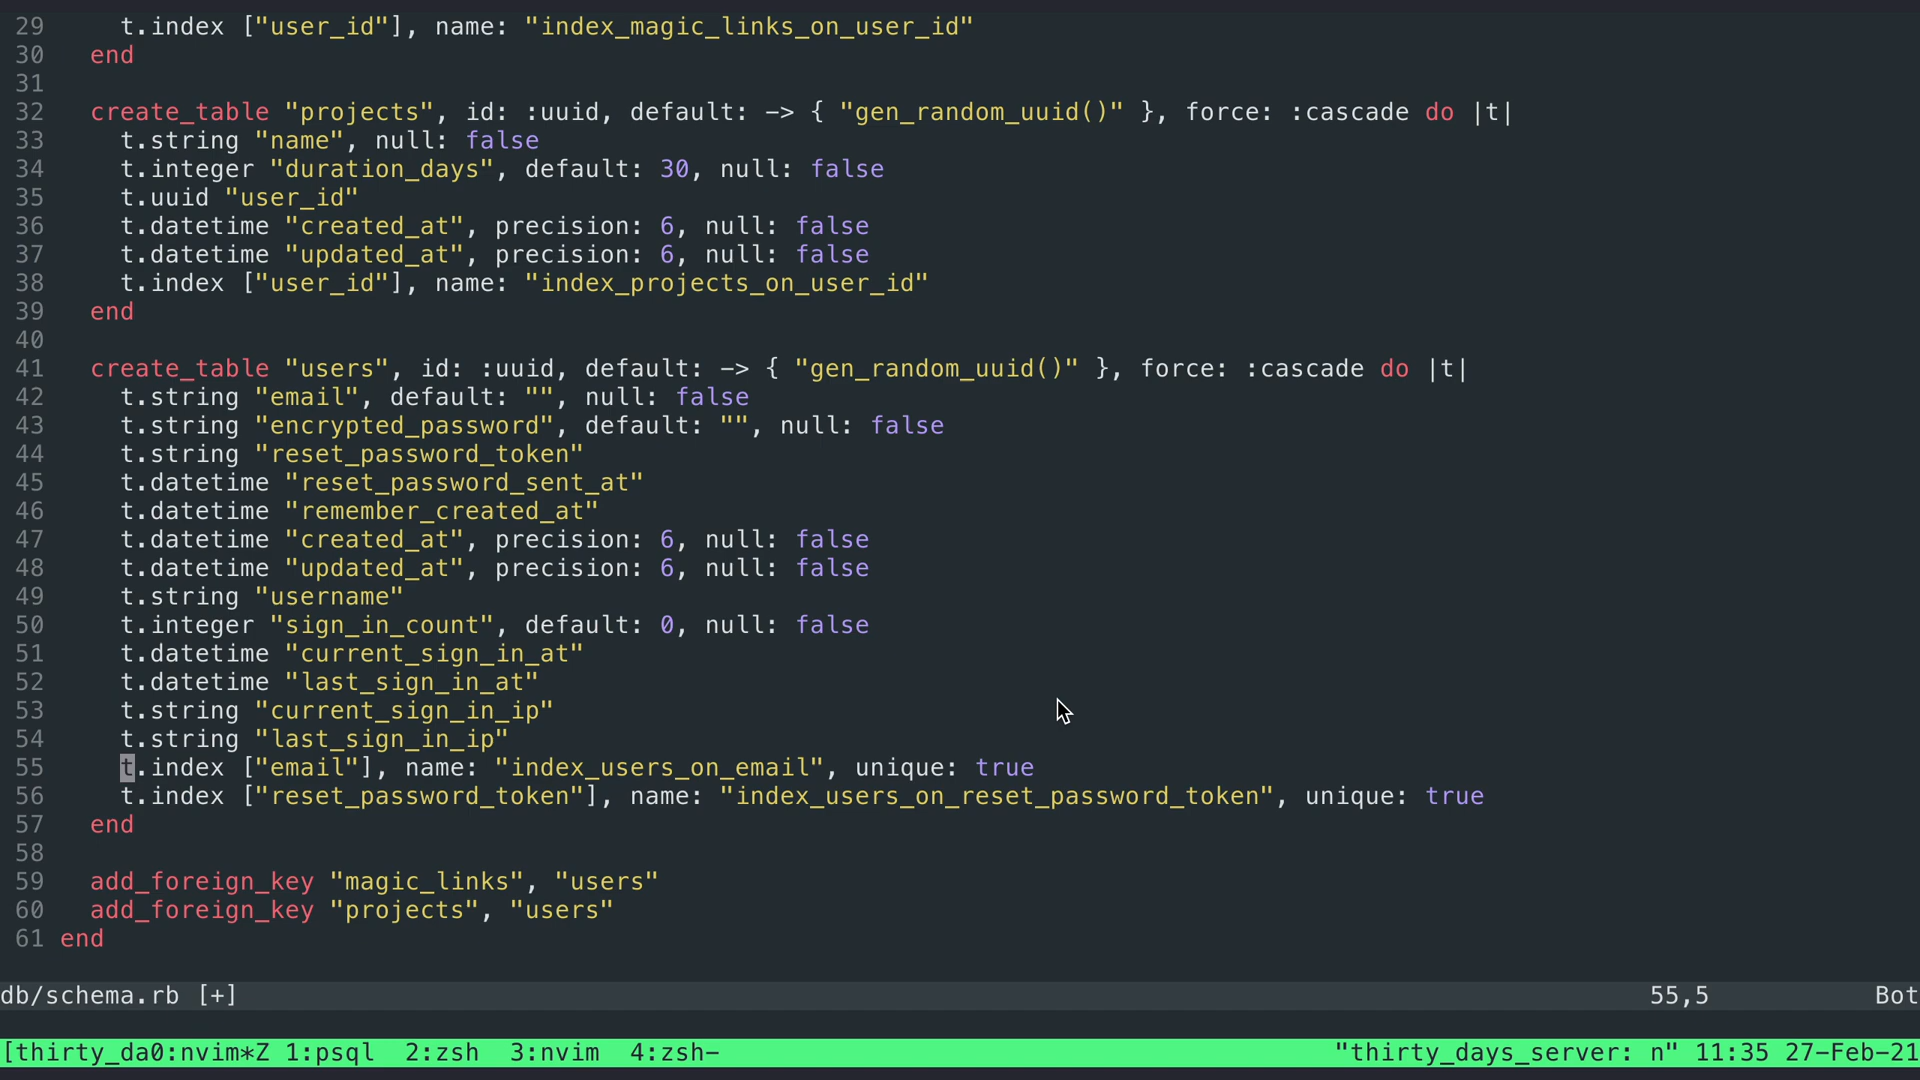 29 t.index ["user_id"], name: "index_magic_links_on_user_id"
30 end
31
32 create_table "projects", id: :uuid, default: -> { "gen_random_uuid()" }, force: :cascade do |t|
33 t.string "name", null: false
34 t.integer "duration_days", default: 30, null: false
35 t.uuid "user_id"
36 t.datetime "created_at", precision: 6, null: false
37 t.datetime "updated_at", precision: 6, null: false
38 t.index ["user_id"], name: "index_projects_on_user_id"
39 end
40
41 create_table "users", id: :uuid, default: -> { "gen_random_uuid()" }, force: :cascade do |t|
42 t.string "email", default: "", null: false
43 t.string "encrypted_password", default: "", null: false
44 t.string "reset_password_token"
45 t.datetime "reset_password_sent_at"
46 t.datetime "remember_created_at"
47 t.datetime "created_at", precision: 6, null: false
48 t.datetime "updated_at", precision: 6, null: false
49 t.string "username"
50 t.integer "sign_in_count", default: 0, null: false
51 t.datetime "current_sign_in_at"
52 t.datetime "last_sign_in_at"
53 t.string "current_sign_in_ip"
54 t.string "last_sign_in_ip"
55 t.index ["email"], name: "index_users_on_email", unique: true
56 t.index ["reset_password_token"], name: "index_users_on_reset_password_token", unique: true
57 end
58
59 add_foreign_key "magic_links", "users"
60 add_foreign_key "projects", "users"
61 end
db/schema.rb [+] 55,5 Bot
[thirty_da0:nvim*Z 1:psql 2:zsh 3:nvim 4:zsh- "thirty_days_server: n" 11:35 27-Feb-21